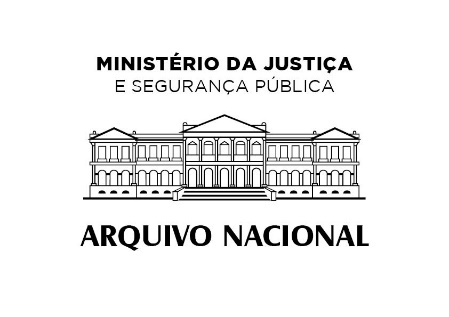 MINISTÉRIO DA JUSTIÇA
E SEGURANÇA PÚBLICA
ARQUIVO NACIONAL